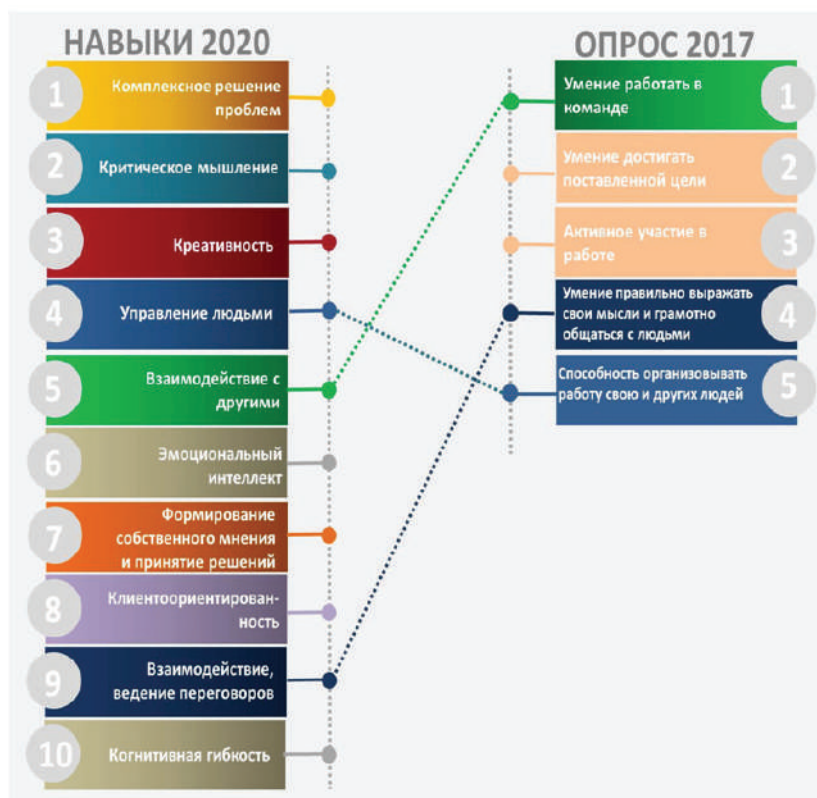 НАВЫКИ 2020
1
Комплексное решение
проблем
2
Критическое мышление
3
Креативность
4
Управление людьми
5
Взаимодействие с
другими
6
Эмоциональный
интеллект
7
Формирование
собственного мнения
и принятие решений
8
Клиентоориентирован-
ность
9
Взаимодействие,
ведение переговоров
10
Когнитивная гибкость
ОПРОС 2017
Умение работать в
команде
1
Умение достигать
поставленной цели
2
Активное участие в
работе
3
Умение правильно выражать
свои мысли и грамотно
общаться с людьми
4
Способность организовывать
работу свою и других людей
5